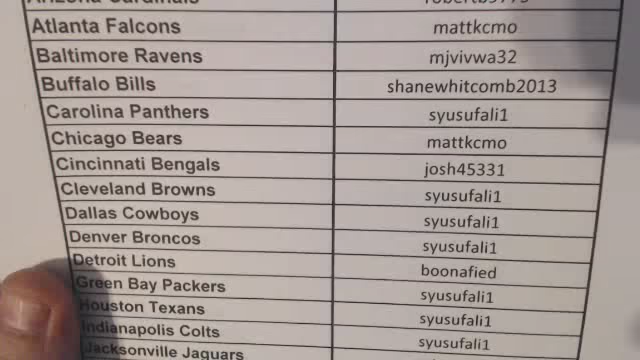 Arizona Cardinals
Atlanta Falcons mattkcmo
Baltimore Ravens mjvivwa32
Buffalo Bills shanewhitcomb2013
Carolina Panthers syusufali1
Chicago Bears mattkcmo
Cincinnati Bengals josh45331
Cleveland Browns syusufali1
Dallas Cowboys syusufali1
Denver Broncos syusufali1
Detroit Lions boonafied
Green Bay Packers syusufali1
Houston Texans syusufali1
Indianapolis Colts syusufali1
Jacksonville Jaguars